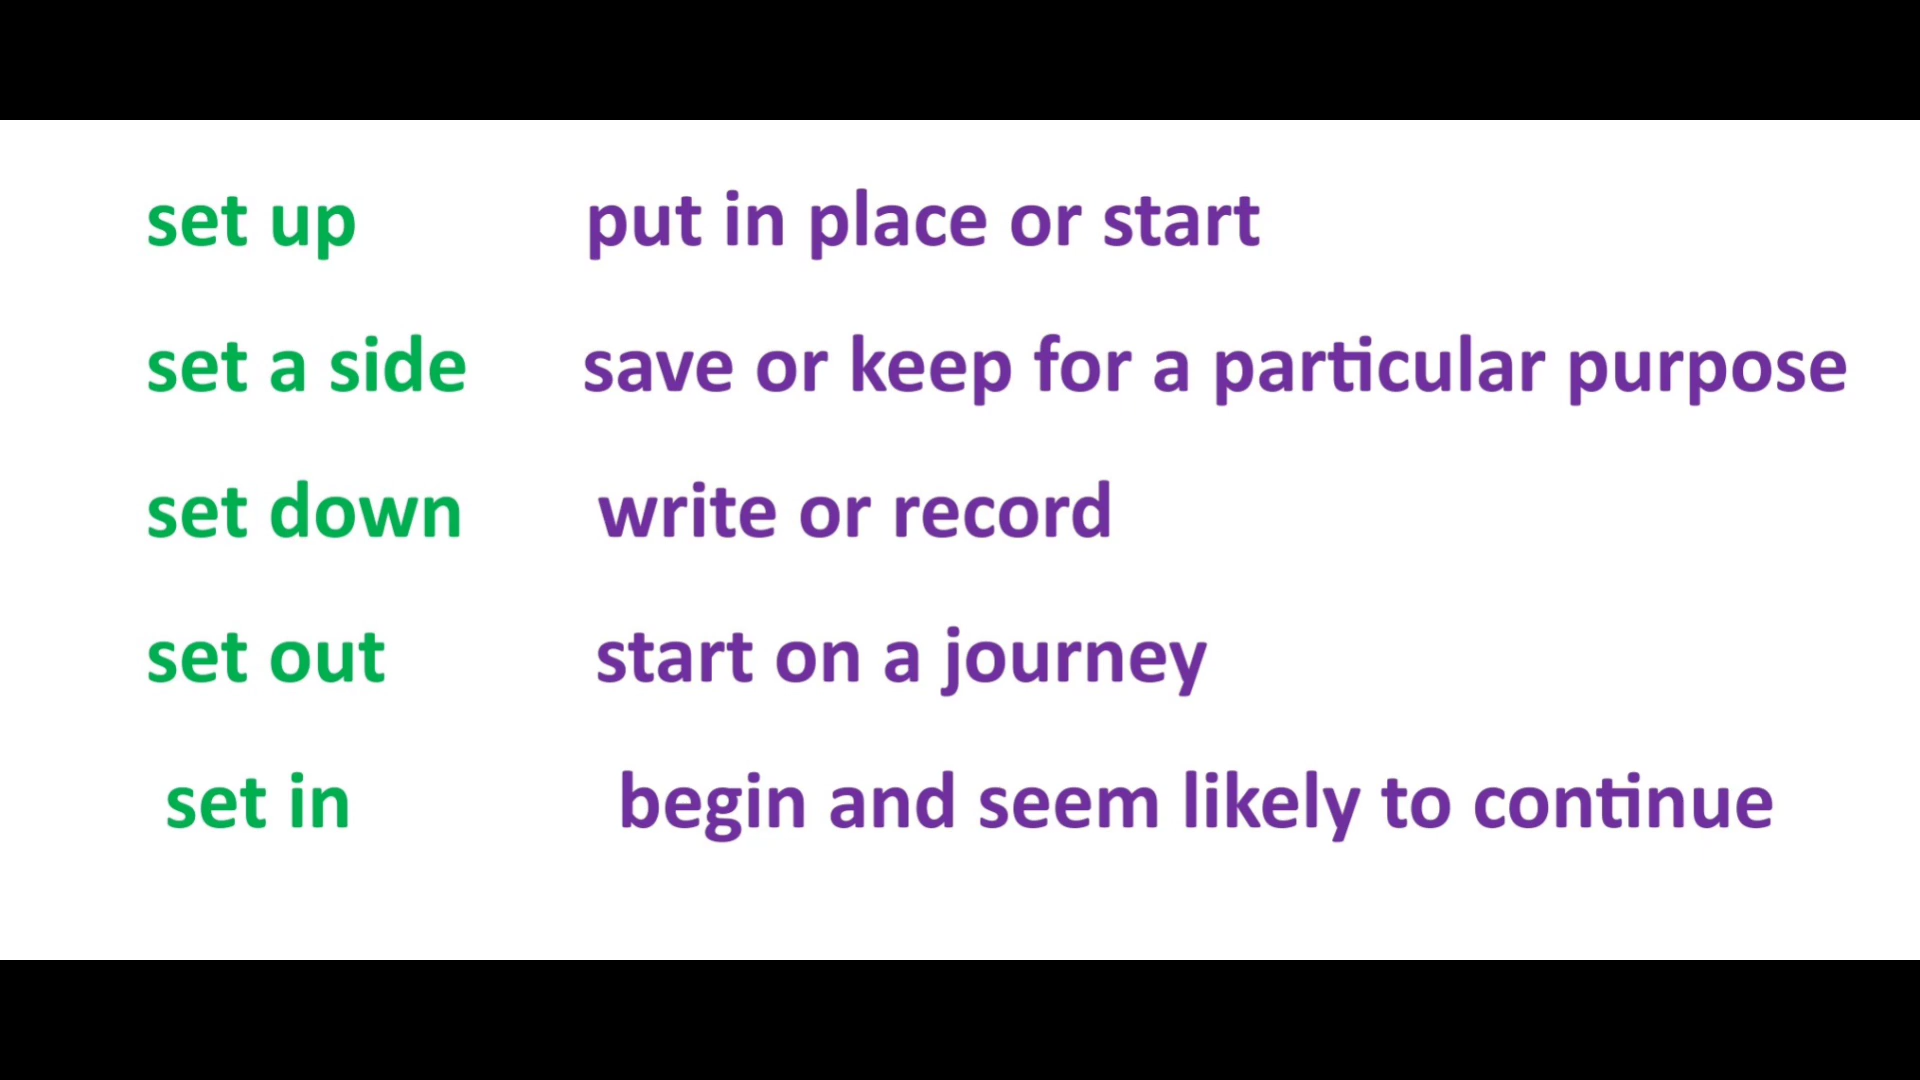 set up put in place or start
set a side save or keep for a particular purpose
set down write or record
set out start on a journey
set in begin and seem likely to continue